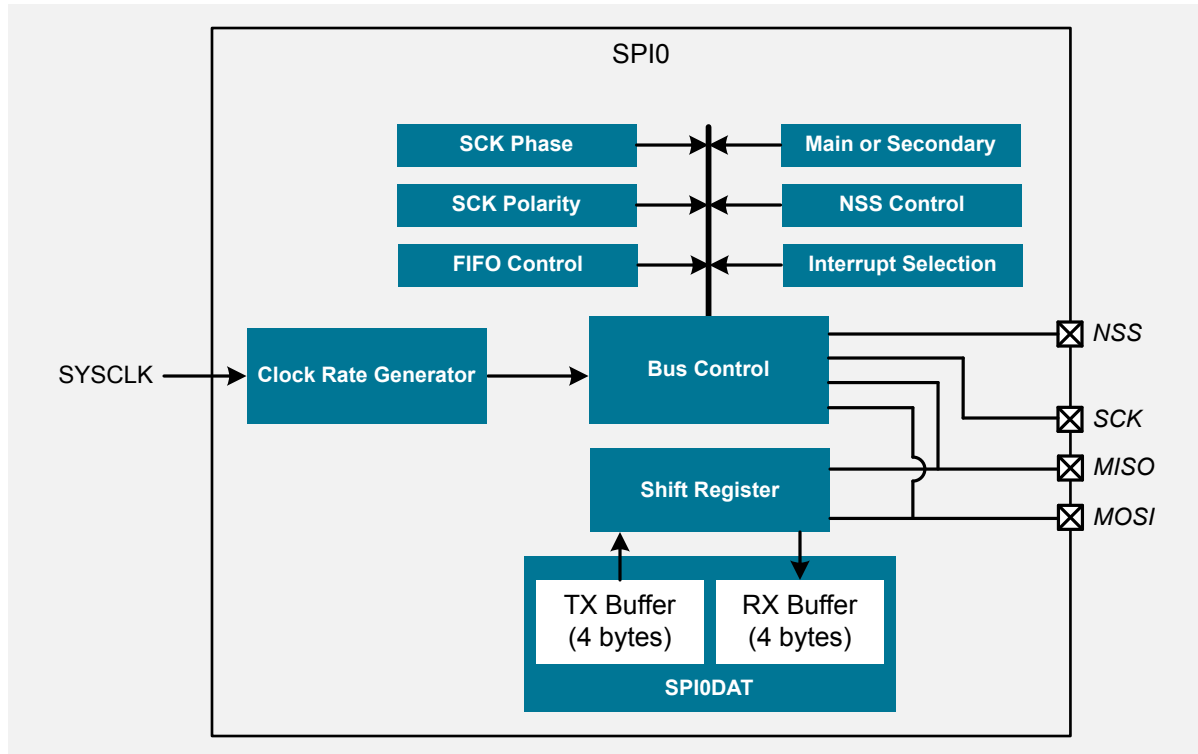 SPI0
SCK Phase
Main or Secondary
SCK Polarity
NSS Control
FIFO Control
Interrupt Selection
SYSCLK
Clock Rate Generator
Bus Control
NSS
SCK
MISO
MOSI
Shift Register
TX Buffer
(4 bytes)
RX Buffer
(4 bytes)
SPI0DAT